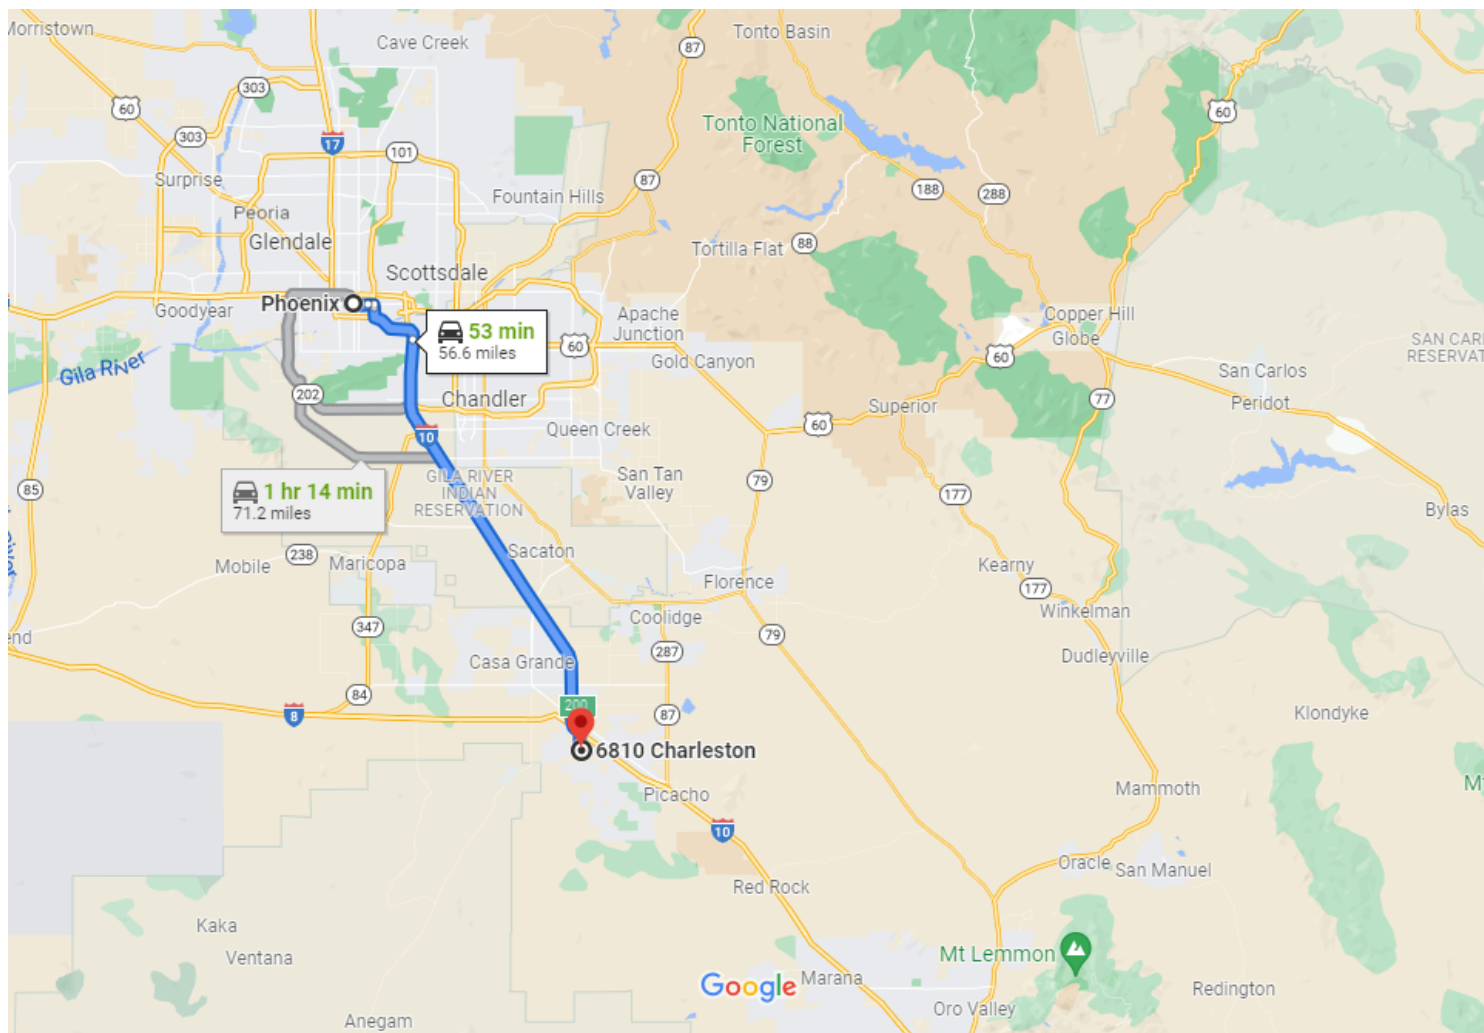 Morristown
Cave Creek
87
Tonto Basin
303
60
60
303
17
101
Tonto National
Forest
Surprise
87
188
288
Fountain Hills
Peoria
Glendale
Tortilla Flat
88
Scottsdale
Phoenix
Goodyear
Apache
Junction
Copper Hill
Globe
53 min
56.6 miles
60
Gold Canyon
60
SAN CAR
RESERVAT
Gila River
San Carlos
202
Chandler
Superior
77
Peridot
10
Queen Creek
60
GILA RIVER
INDIAN
RESERVATION
San Tan
Valley
79
1 hr 14 min
71.2 miles
85
177
Bylas
Mobile
238
Maricopa
Sacaton
Kearny
Florence
177
Winkelman
Coolidge
end
347
79
287
Casa Grande
Dudleyville
84
200
8
87
Klondyke
6810 Charleston
Picacho
Mammoth
10
Oracle
San Manuel
Red Rock
Kaka
Ventana
Mt Lemmon
Google
Marana
Redington
Oro Valley
Anegam